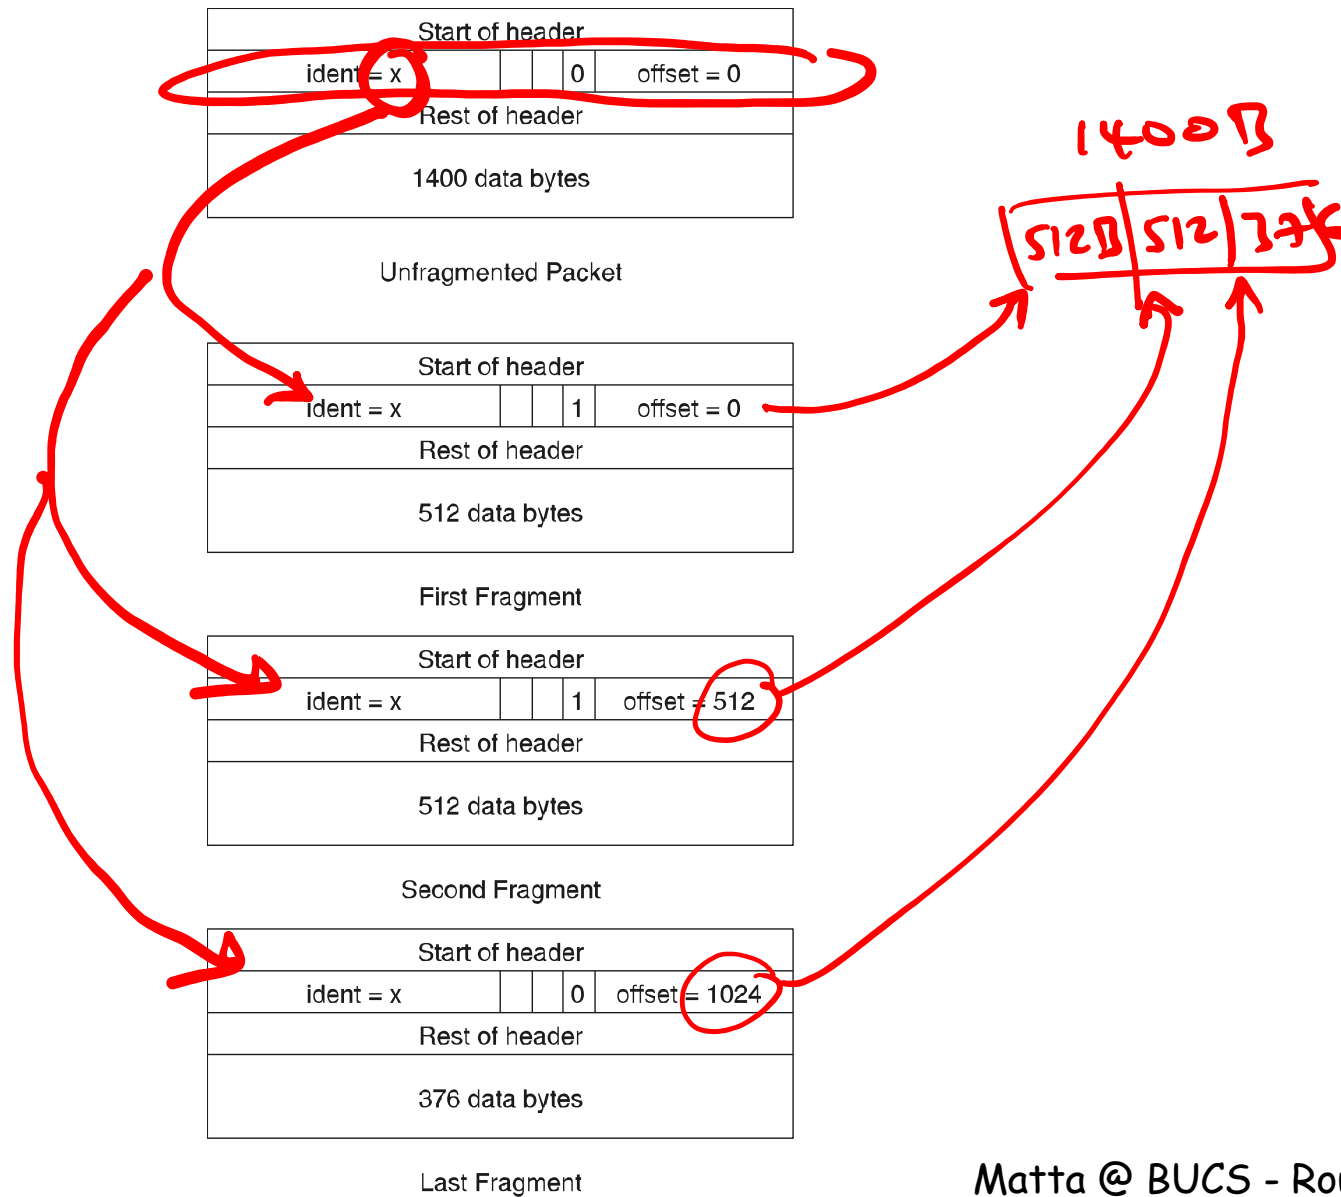 Start of header
ident = x 0 offset = 0
Rest of header
1400 data bytes
Unfragmented Packet
1400B
512B 512 376
Start of header
ident = x 1 offset = 0
Rest of header
512 data bytes
First Fragment
Start of header
ident = x 1 offset = 512
Rest of header
512 data bytes
Second Fragment
Start of header
ident = x 0 offset = 1024
Rest of header
376 data bytes
Last Fragment
Matta @ BUCS -